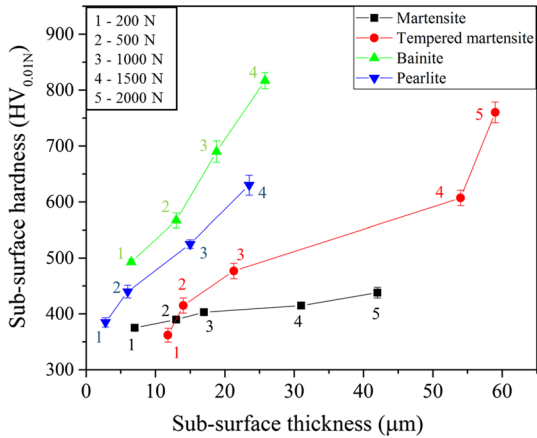 1 - 200 N
2 - 500 N
3 - 1000 N
4 - 1500 N
5 - 2000 N
Martensite
Tempered martensite
Bainite
Pearlite
Sub-surface hardness (HV0.01N)
900
800
700
600
500
400
300
1
2
3
4
1
2
3
4
1
2
3
4
5
1
2
3
4
5
0
10
20
30
40
50
60
Sub-surface thickness (μm)